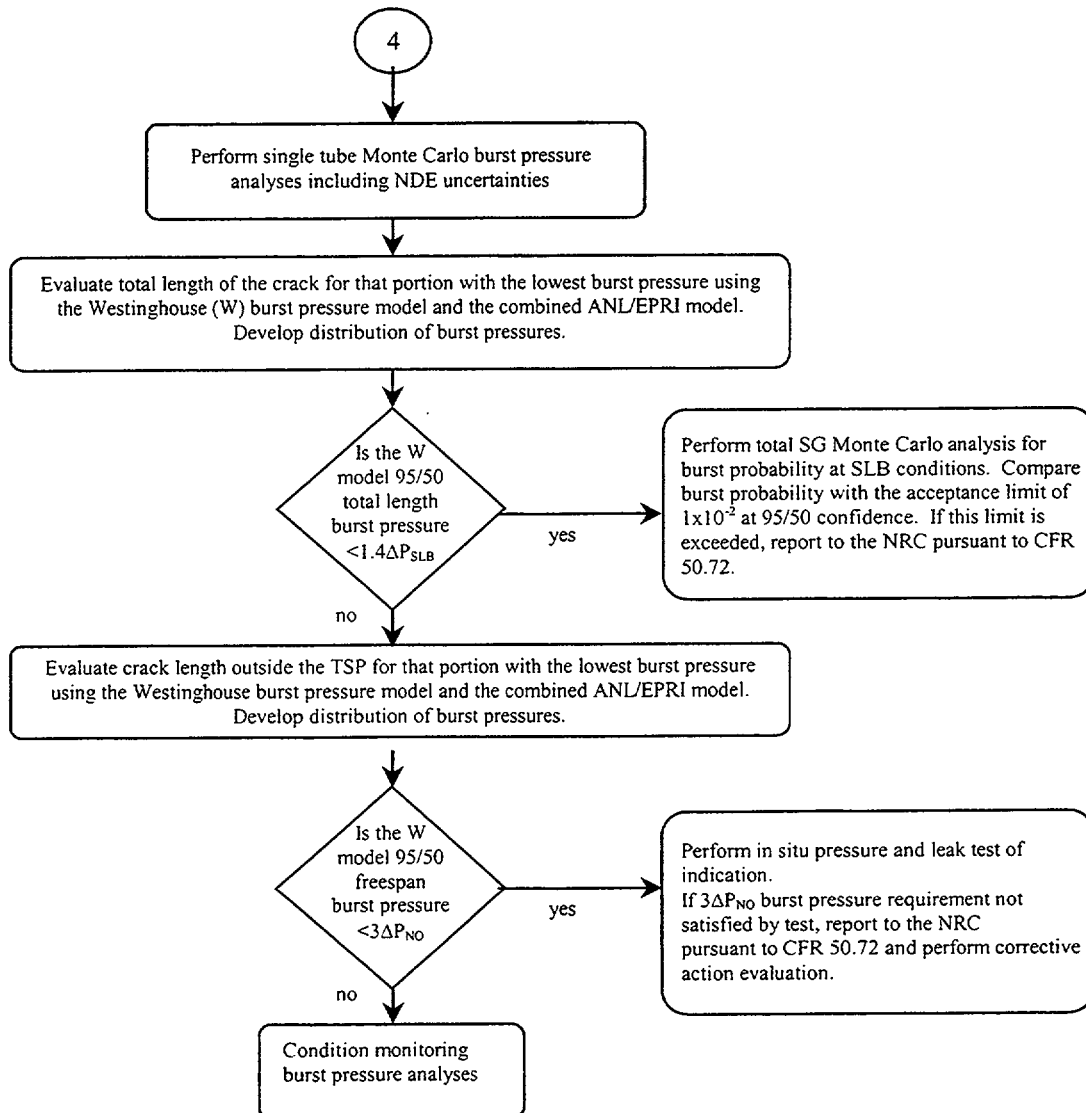 4
Perform single tube Monte Carlo burst pressure
analyses including NDE uncertainties
Evaluate total length of the crack for that portion with the lowest burst pressure using
the Westinghouse (W) burst pressure model and the combined ANL/EPRI model.
Develop distribution of burst pressures.
Is the W
model 95/50
total length
burst pressure
<1.4ΔP_SLB
yes
Perform total SG Monte Carlo analysis for
burst probability at SLB conditions. Compare
burst probability with the acceptance limit of
1x10⁻² at 95/50 confidence. If this limit is
exceeded, report to the NRC pursuant to CFR
50.72.
no
Evaluate crack length outside the TSP for that portion with the lowest burst pressure
using the Westinghouse burst pressure model and the combined ANL/EPRI model.
Develop distribution of burst pressures.
Is the W
model 95/50
freespan
burst pressure
<3ΔP_NO
yes
Perform in situ pressure and leak test of
indication.
If 3ΔP_NO burst pressure requirement not
satisfied by test, report to the NRC
pursuant to CFR 50.72 and perform corrective
action evaluation.
no
Condition monitoring
burst pressure analyses